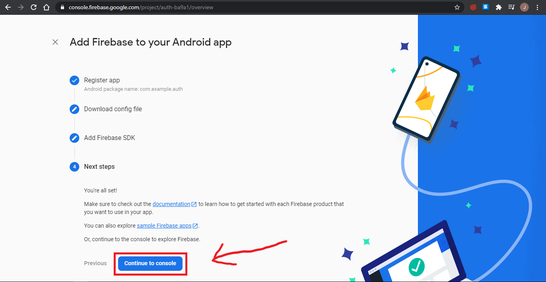 console.firebase.google.com/project/auth-ba9a1/overview
Add Firebase to your Android app
Register app
Android package name: com.example.auth
Download config file
Add Firebase SDK
4 Next steps
You're all set!
Make sure to check out the documentation to learn how to get started with each Firebase product
that you want to use in your app.
You can also explore sample Firebase apps.
Or, continue to the console to explore Firebase.
Previous Continue to console